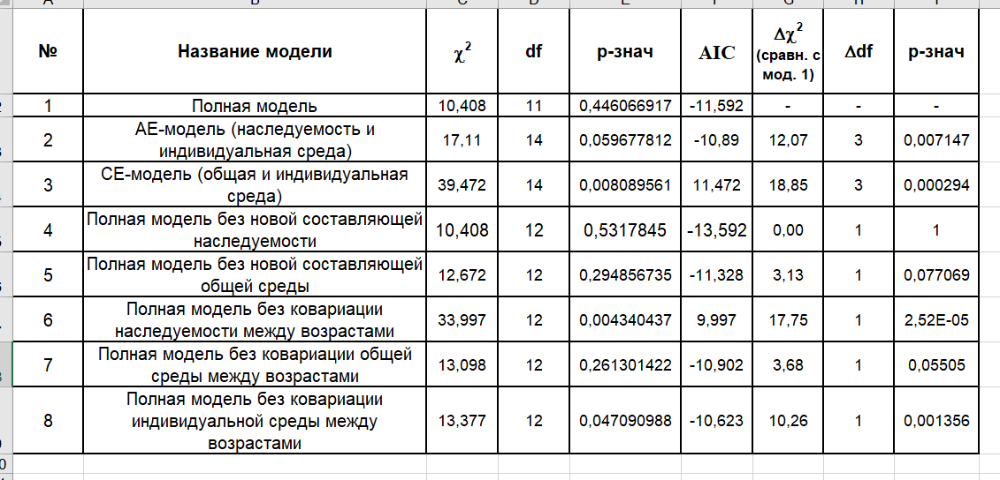 № Название модели χ² df р-знач AIC Δχ² (сравн. с мод. 1) Δdf р-знач
1 Полная модель 10,408 11 0,446066917 -11,592 - - -
2 АЕ-модель (наследуемость и индивидуальная среда) 17,11 14 0,059677812 -10,89 12,07 3 0,007147
3 СЕ-модель (общая и индивидуальная среда) 39,472 14 0,008089561 11,472 18,85 3 0,000294
4 Полная модель без новой составляющей наследуемости 10,408 12 0,5317845 -13,592 0,00 1 1
5 Полная модель без новой составляющей общей среды 12,672 12 0,294856735 -11,328 3,13 1 0,077069
6 Полная модель без ковариации наследуемости между возрастами 33,997 12 0,004340437 9,997 17,75 1 2,52E-05
7 Полная модель без ковариации общей среды между возрастами 13,098 12 0,261301422 -10,902 3,68 1 0,05505
8 Полная модель без ковариации индивидуальной среды между возрастами 13,377 12 0,047090988 -10,623 10,26 1 0,001356